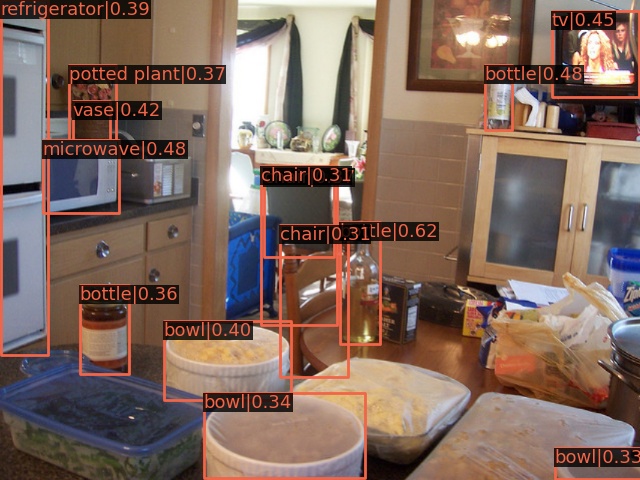 refrigerator|0.39
tv|0.45
potted plant|0.37
bottle|0.48
vase|0.42
microwave|0.48
chair|0.31
chair|0.31
tle|0.62
bottle|0.36
bowl|0.40
bowl|0.34
bowl|0.33